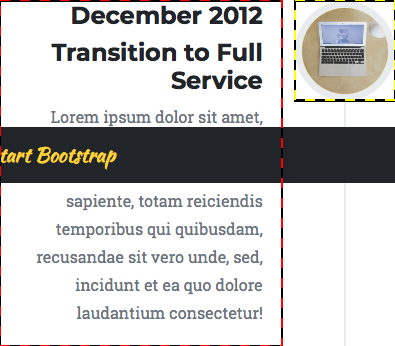 December 2012
Transition to Full
Service
Lorem ipsum dolor sit amet,
tart Bootstrap
sapiente, totam reiciendis
temporibus qui quibusdam,
recusandae sit vero unde, sed,
incidunt et ea quo dolore
laudantium consectetur!